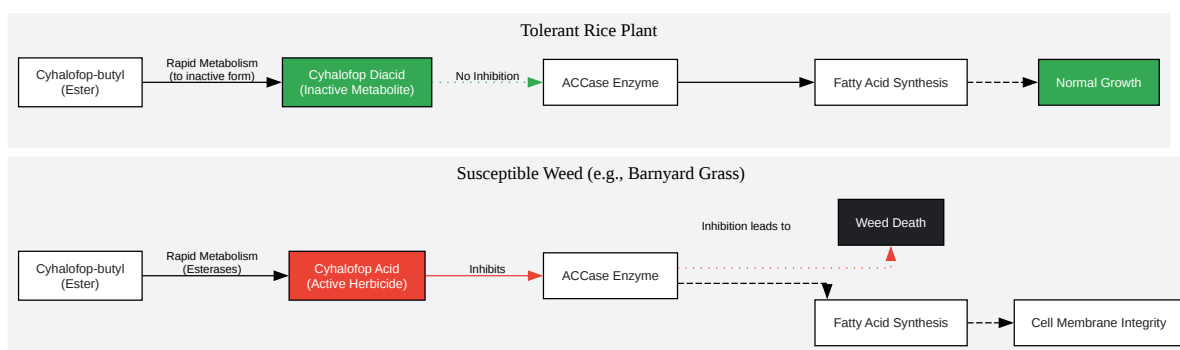 Tolerant Rice Plant
Cyhalofop-butyl
(Ester)
Rapid Metabolism
(to inactive form)
Cyhalofop Diacid
(Inactive Metabolite)
No Inhibition
ACCase Enzyme
Fatty Acid Synthesis
Normal Growth
Susceptible Weed (e.g., Barnyard Grass)
Cyhalofop-butyl
(Ester)
Rapid Metabolism
(Esterases)
Cyhalofop Acid
(Active Herbicide)
Inhibits
ACCase Enzyme
Inhibition leads to
Weed Death
Fatty Acid Synthesis
Cell Membrane Integrity